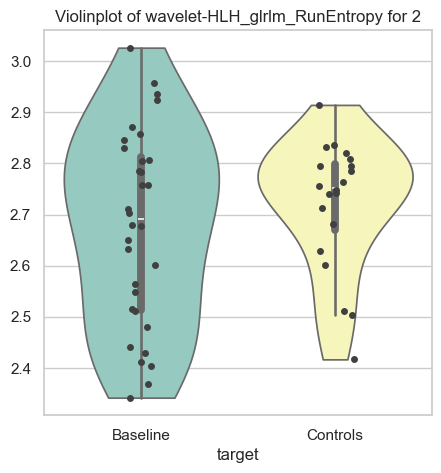 Violinplot of wavelet-HLH_glrlm_RunEntropy for 2
3.0
2.9
2.8
2.7
2.6
2.5
2.4
Baseline Controls
target